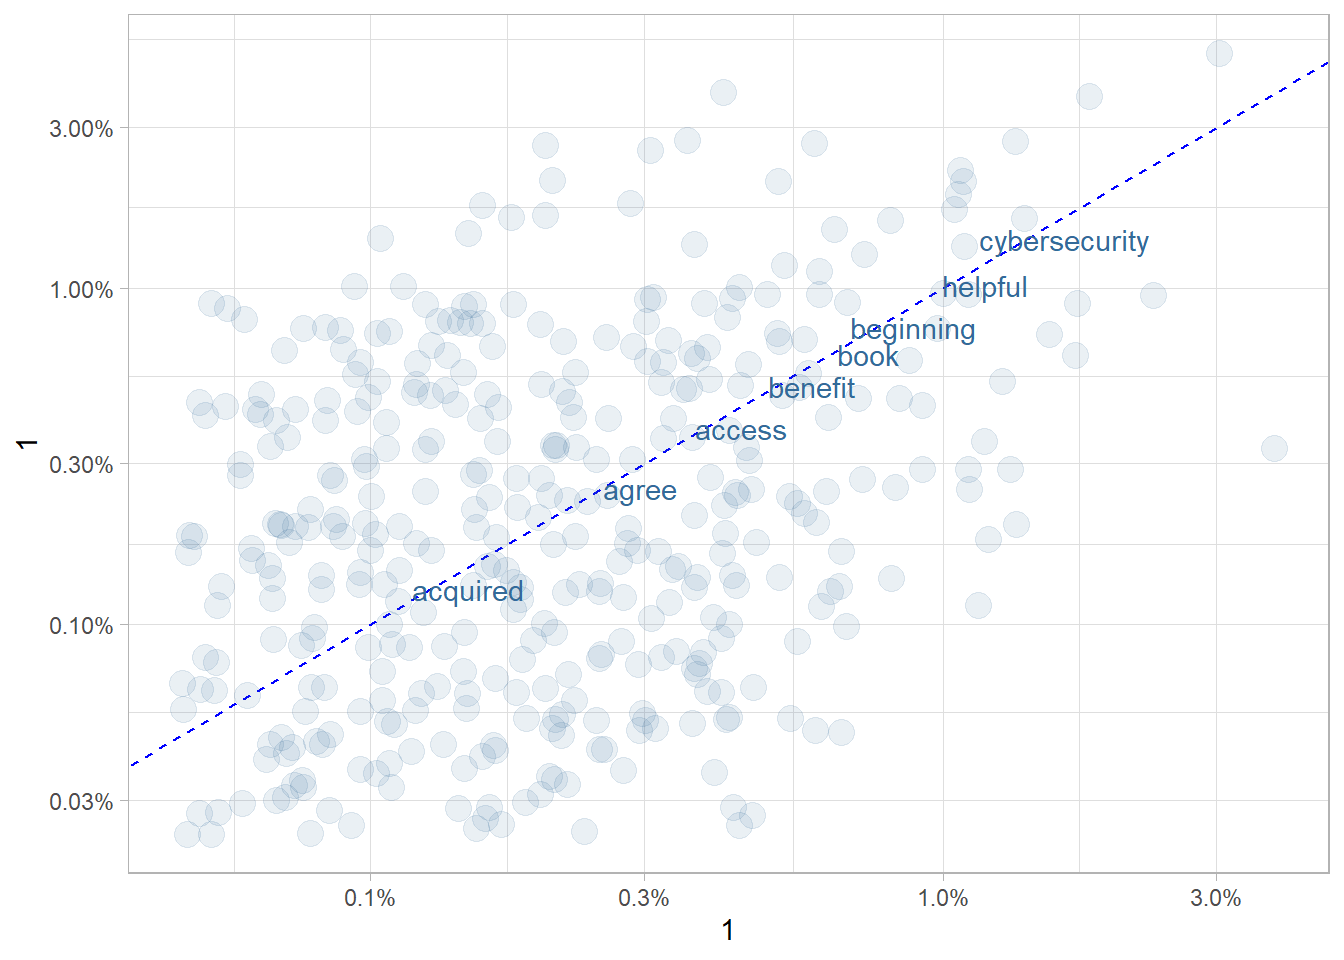 3.00%
cybersecurity
1.00%
helpful
beginning
book
benefit
access
1
0.30%
agree
acquired
0.10%
0.03%
0.1%
0.3%
1.0%
3.0%
1